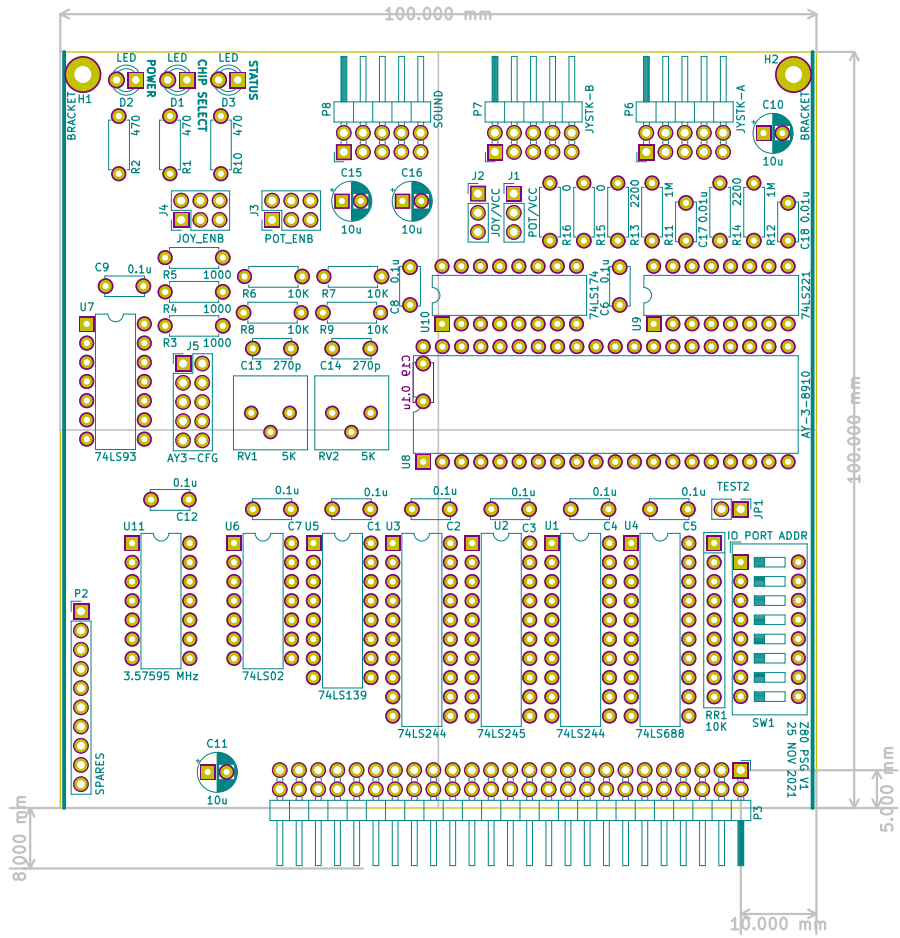 100.000 mm
LED
LED
LED
H2
H1
POWER
CHIP SELECT
STATUS
BRACKET
D2
D1
D3
470
470
470
R2
R1
R10
P8
SOUND
P7
JYSTK-B
P6
JYSTK-A
C10
10u
BRACKET
J4
JOY_ENB
J3
POT_ENB
C15
10u
C16
10u
J2
JOY/VCC
J1
POT/VCC
0
R16
0
R15
2200
R13
1M
R11
0.01u
C17
2200
R14
1M
R12
0.01u
C18
C9
0.1u
R5
1000
R4
1000
R3
1000
R6
10K
R7
10K
R8
10K
R9
10K
0.1u
C8
U10
74LS174
0.1u
C6
U9
74LS221
U7
74LS93
J5
AY3-CFG
C13
270p
C14
270p
RV1
5K
RV2
5K
C19
0.1u
U8
AY-3-8910
100.000 mm
0.1u
C12
0.1u
C7
0.1u
C1
0.1u
C2
0.1u
C3
0.1u
C4
0.1u
C5
TEST2
JP1
U11
3.57595 MHz
U6
74LS02
U5
74LS139
U3
74LS244
U2
74LS245
U1
74LS244
U4
74LS688
IO PORT ADDR
RR1
10K
SW1
P2
SPARES
C11
10u
Z80 PSG V1
25 NOV 2021
P3
5.000 mm
8.000 mm
10.000 mm